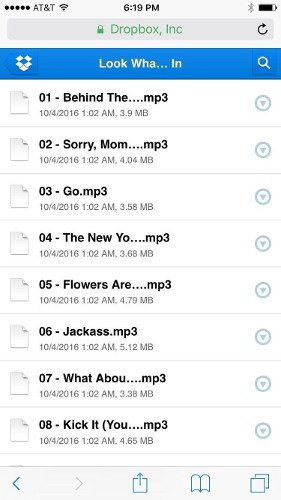 AT&T 6:19 PM
Dropbox, Inc
Look Wha... In
01 - Behind The....mp3
10/4/2016 1:02 AM, 3.9 MB
02 - Sorry, Mom....mp3
10/4/2016 1:02 AM, 4.04 MB
03 - Go.mp3
10/4/2016 1:02 AM, 3.58 MB
04 - The New Yo....mp3
10/4/2016 1:02 AM, 3.68 MB
05 - Flowers Are....mp3
10/4/2016 1:02 AM, 4.79 MB
06 - Jackass.mp3
10/4/2016 1:02 AM, 5.12 MB
07 - What Abou....mp3
10/4/2016 1:02 AM, 3.38 MB
08 - Kick It (You....mp3
10/4/2016 1:02 AM, 4.65 MB